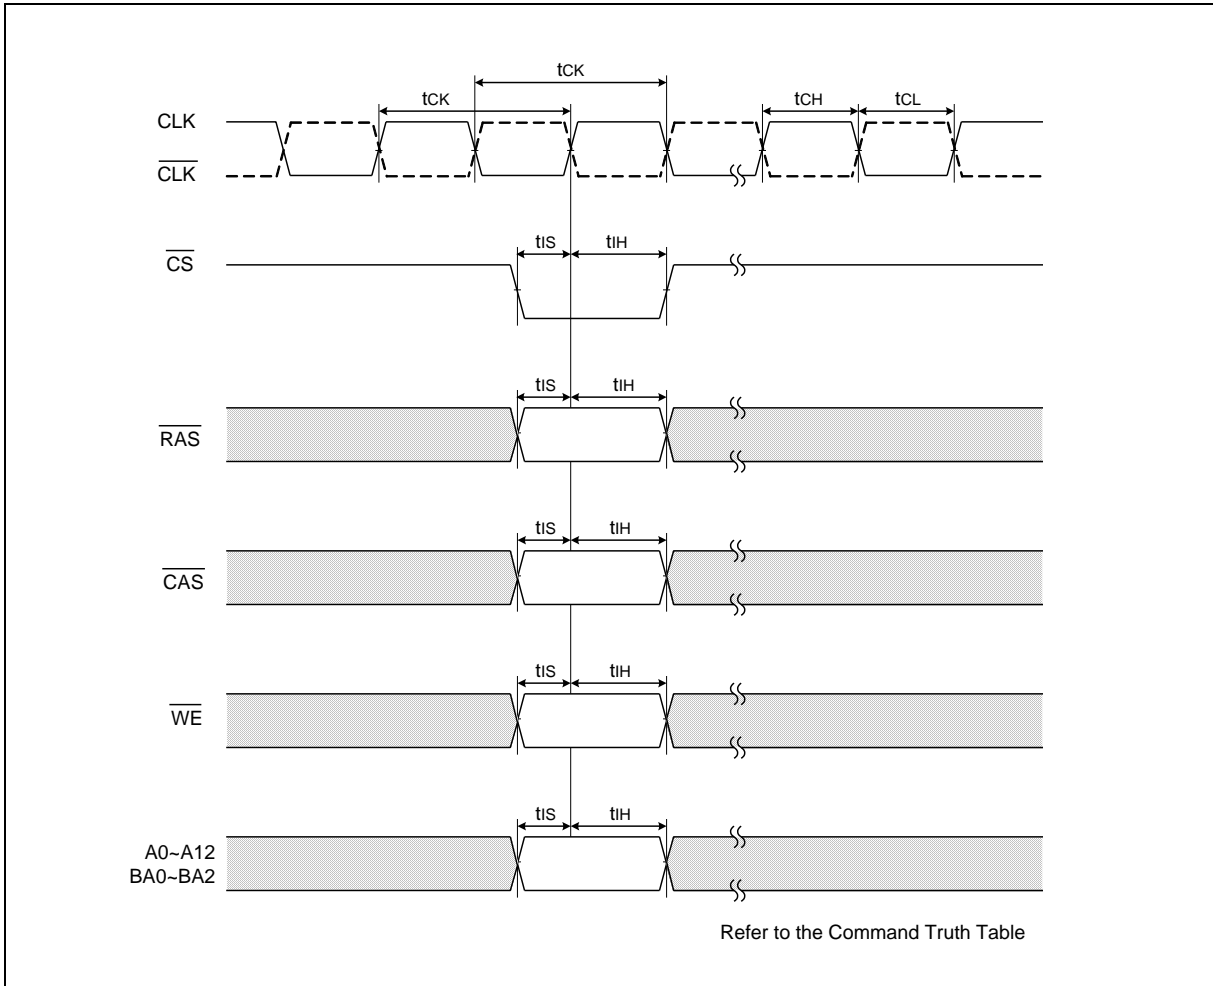 tCK
tCK
tCH
tCL
CLK
CLK
tIS
tIH
CS
tIS
tIH
RAS
tIS
tIH
CAS
tIS
tIH
WE
tIS
tIH
A0~A12
BA0~BA2
Refer to the Command Truth Table